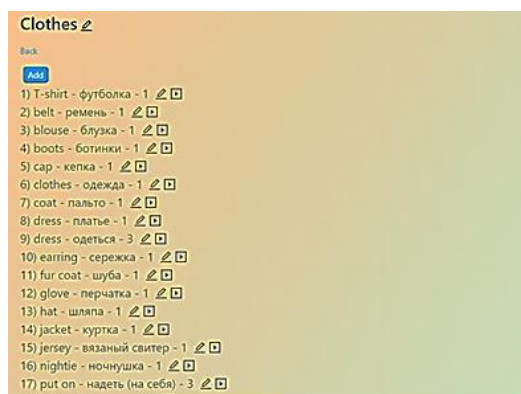 Clothes
Back
Add
1) T-shirt - футболка - 1
2) belt - ремень - 1
3) blouse - блузка - 1
4) boots - ботинки - 1
5) cap - кепка - 1
6) clothes - одежда - 1
7) coat - пальто - 1
8) dress - платье - 1
9) dress - одеться - 3
10) earring - сережка - 1
11) fur coat - шуба - 1
12) glove - перчатка - 1
13) hat - шляпа - 1
14) jacket - куртка - 1
15) jersey - вязаный свитер - 1
16) nightie - ночнушка - 1
17) put on - надеть (на себя) - 3